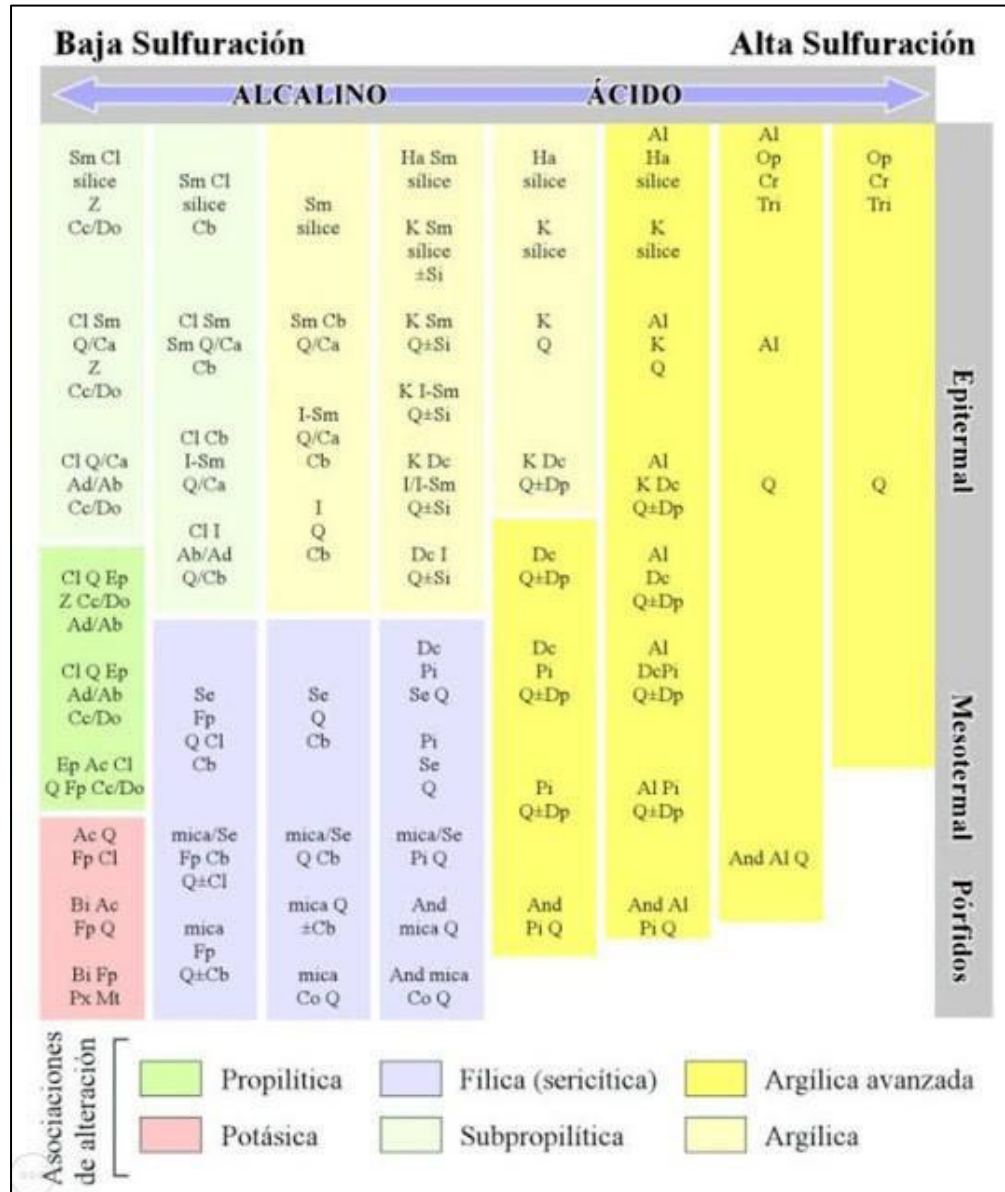 Baja Sulfuración
Alta Sulfuración
ALCALINO
ÁCIDO
Sm Cl
sílice
Z
Cc/Do
Cl Sm
Q/Ca
Z
Cc/Do
Cl Q/Ca
Ad/Ab
Cc/Do
Cl Q Ep
Z Cc/Do
Ad/Ab
Cl Q Ep
Ad/Ab
Cc/Do
Ep Ac Cl
Q Fp Cc/Do
Ac Q
Fp Cl
Bi Ac
Fp Q
Bi Fp
Px Mt
Sm Cl
sílice
Cb
Cl Sm
Sm Q/Ca
Cb
Cl Cb
I-Sm
Q/Ca
Cl I
Ab/Ad
Q/Cb
Se
Fp
Q Cl
Cb
mica/Se
Fp Cb
Q±Cl
mica
Fp
Q±Cb
Sm
sílice
Sm Cb
Q/Ca
I-Sm
Q/Ca
Cb
I
Q
Cb
Se
Q
Cb
mica/Se
Q Cb
mica Q
±Cb
mica
Co Q
Ha Sm
sílice
K Sm
sílice
±Si
K Sm
Q±Si
K I-Sm
Q±Si
K Dc
I/I-Sm
Q±Si
Dc I
Q±Si
Dc
Pi
Se Q
Pi
Se
Q
mica/Se
Pi Q
And
mica Q
And mica
Co Q
Ha
sílice
K
sílice
K
Q
K Dc
Q±Dp
Dc
Q±Dp
Dc
Pi
Q±Dp
Pi
Q±Dp
And
Pi Q
Al
Ha
sílice
K
sílice
Al
K
Q
Al
K Dc
Q±Dp
Al
Dc
Q±Dp
Al
DcPi
Q±Dp
Al Pi
Q±Dp
And Al
Pi Q
Al
Op
Cr
Tri
Al
Q
And Al Q
Op
Cr
Tri
Q
Epitermal
Mesotermal
Pórfidos
Asociaciones
de alteración
Propilítica
Fílica (sericítica)
Argílica avanzada
Potásica
Subpropilítica
Argílica